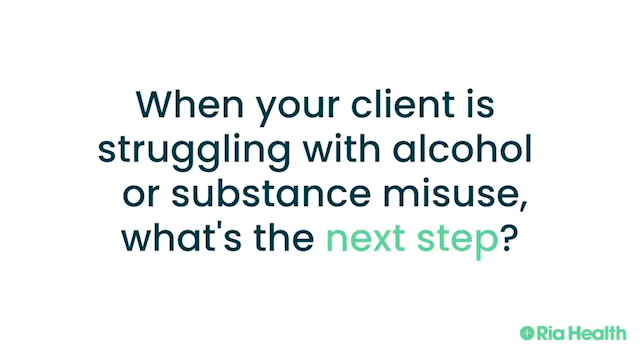 When your client is
struggling with alcohol
or substance misuse,
what's the next step?
Ria Health